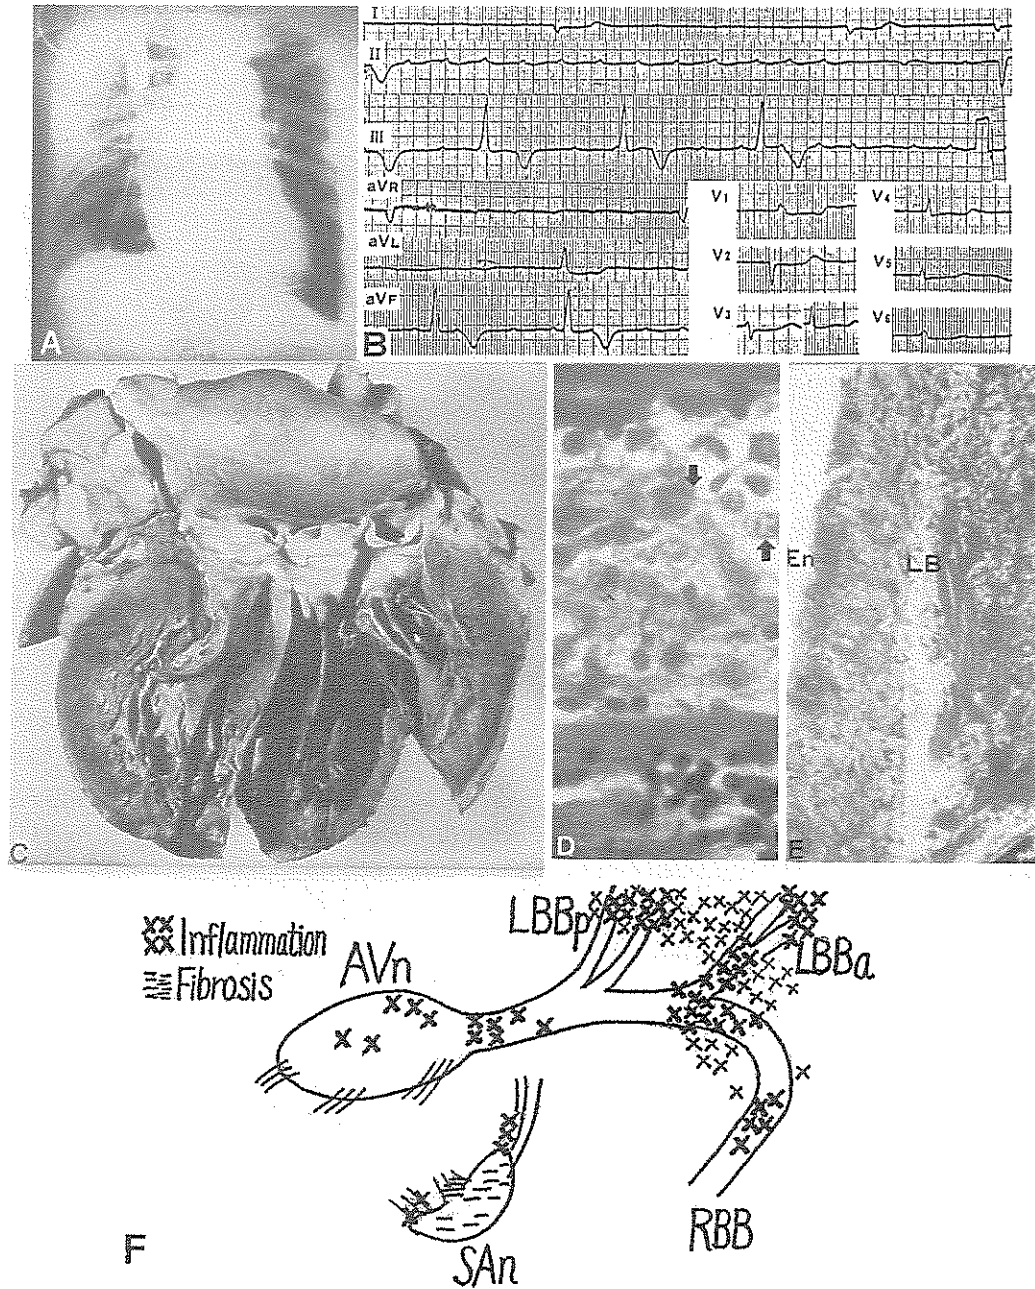 A
B
I
II
III
aVR
aVL
aVF
V1
V2
V3
V4
V5
V6
C
D
E
En
LB
Inflammation
Fibrosis
AVn
LBBp
LBBa
SAn
RBB
F